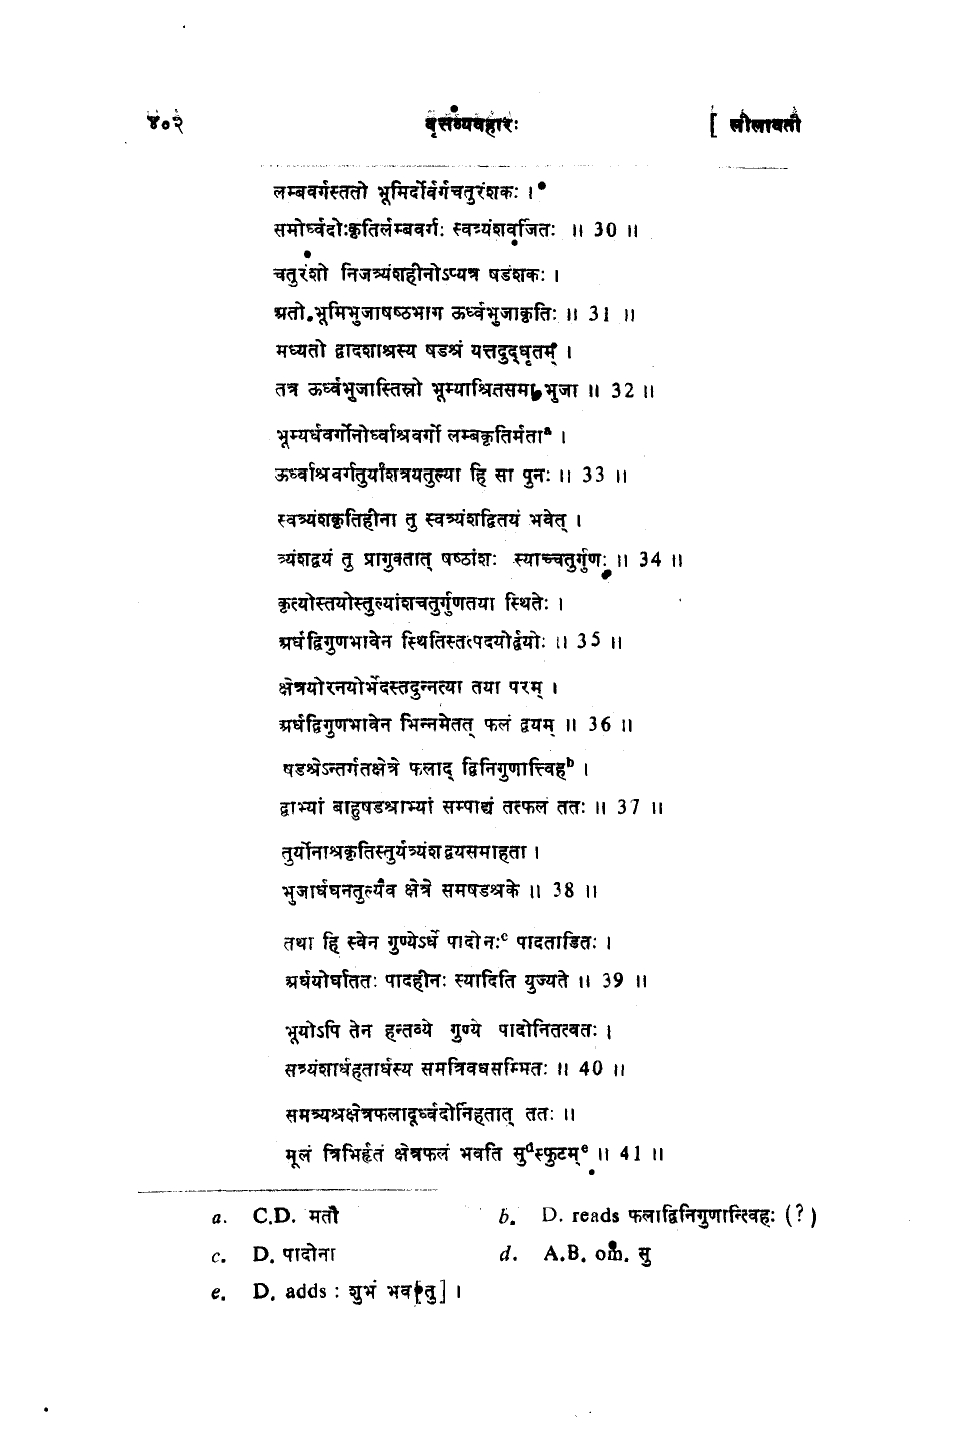 ४०२ वृत्तव्यवहारः [ लीलावती
लम्बवर्गस्ततो भूमिर्दोर्वर्गचतुरंशकः ।
समोर्ध्वदोःकृतिर्लम्बवर्गः स्वत्र्यंशवर्जितः ॥ 30 ॥
चतुरंशो निजत्र्यंशहीनोऽप्यत्र षडंशकः ।
अतो भूमिभुजाषष्ठभाग ऊर्ध्वभुजाकृतिः ॥ 31 ॥
मध्यतो द्वादशाश्रस्य षडश्रं यत्तदुद्धृतम् ।
तत्र ऊर्ध्वभुजास्तिस्रो भूम्याश्रितसमा भुजा ॥ 32 ॥
भूम्यर्धवर्गोनोर्ध्वाश्रवर्गो लम्बकृतिर्मताᵃ ।
ऊर्ध्वाश्रवर्गतुर्यांशत्रयतुल्या हि सा पुनः ॥ 33 ॥
स्वत्र्यंशकृतिहीना तु स्वत्र्यंशद्वितयं भवेत् ।
त्र्यंशद्वयं तु प्रागुक्तात् षष्ठांशः स्याच्चतुर्गुणः ॥ 34 ॥
कृत्योस्तयोस्तुल्यांशचतुर्गुणतया स्थितेः ।
अर्धद्विगुणभावेन स्थितिस्तत्पदयोर्द्वयोः ॥ 35 ॥
क्षेत्रयोरनयोर्भेदस्तदुन्नत्या तया परम् ।
अर्धद्विगुणभावेन भिन्नमेतत् फलं द्वयम् ॥ 36 ॥
षडश्रेऽन्तर्गतक्षेत्रे फलाद् द्विनिगुणात्त्विहᵇ ।
द्वाभ्यां बाहुषडश्राभ्यां सम्पाद्यं तत्फलं ततः ॥ 37 ॥
तुर्योनाश्रकृतिस्तुर्यत्र्यंशद्वयसमाहता ।
भुजार्धघनतुल्यैव क्षेत्रे समषडश्रके ॥ 38 ॥
तथा हि स्वेन गुण्येऽर्धे पादोनःᶜ पादताडितः ।
अर्धयोर्घाततः पादहीनः स्यादिति युज्यते ॥ 39 ॥
भूयोऽपि तेन हन्तव्ये गुण्ये पादोनितत्वतः ।
सत्र्यंशार्धहतार्धस्य समत्रिवधसम्मितः ॥ 40 ॥
समत्र्यश्रक्षेत्रफलादूर्ध्वदोर्निहतात् ततः ॥
मूलं त्रिभिर्हृतं क्षेत्रफलं भवति सुᵈस्फुटम्ᵉ ॥ 41 ॥
a. C.D. मतौ b. D. reads फलाद्विनिगुणान्त्विहः (?)
c. D. पादोना d. A.B. om. सु
e. D. adds : शुभं भव[तु] ।